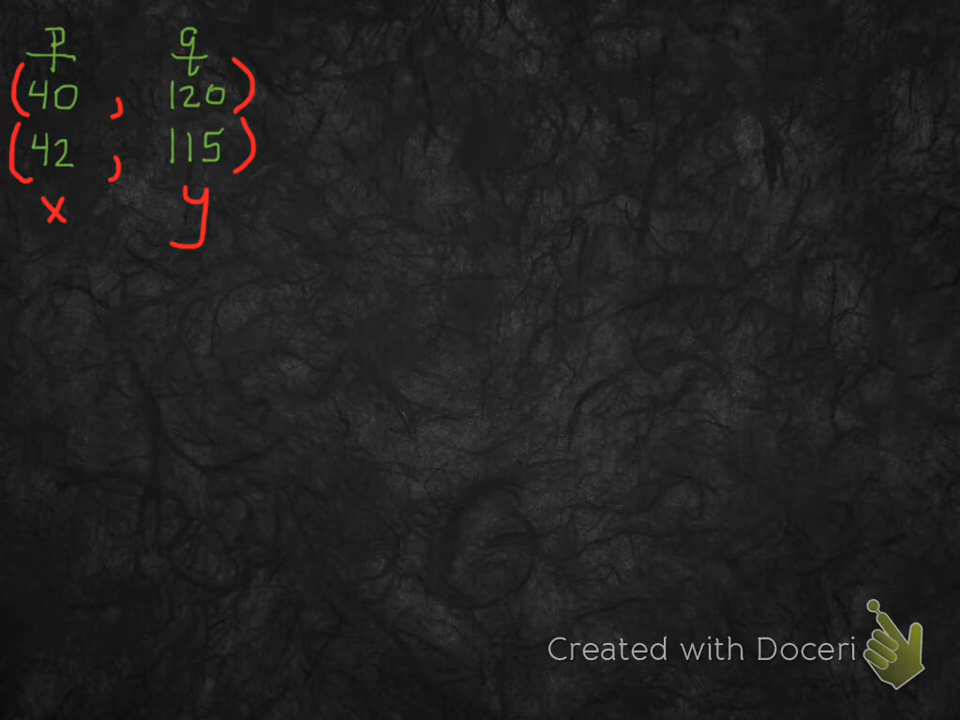 p q
(40, 120)
(42, 115)
x y
Created with Doceri